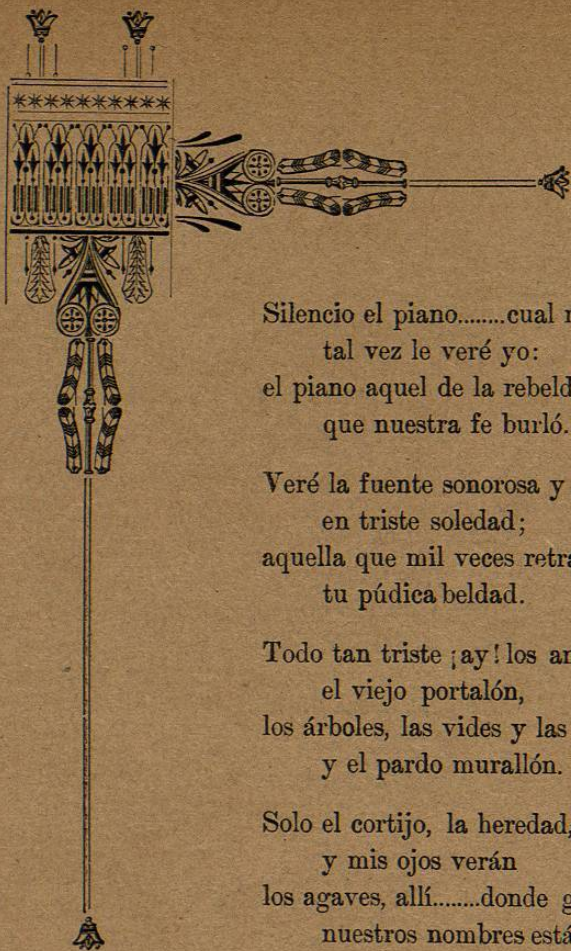 Silencio el piano........cual
tal vez le veré yo:
el piano aquel de la
que nuestra fe burló.
Veré la fuente sonorosa y
en triste soledad;
aquella que mil veces
tu púdica beldad.
Todo tan triste ¡ay! los
el viejo portalón,
los árboles, las vides y las
y el pardo murallón.
Solo el cortijo, la heredad,
y mis ojos verán
los agaves, allí........donde
nuestros nombres